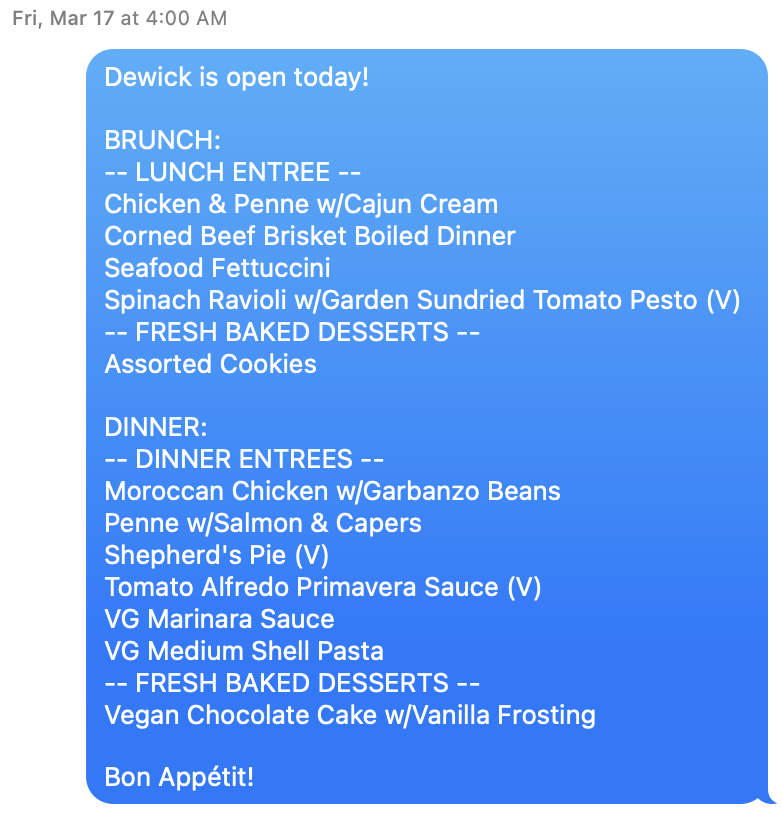 Fri, Mar 17 at 4:00 AM
Dewick is open today!
BRUNCH:
-- LUNCH ENTREE --
Chicken & Penne w/Cajun Cream
Corned Beef Brisket Boiled Dinner
Seafood Fettuccini
Spinach Ravioli w/Garden Sundried Tomato Pesto (V)
-- FRESH BAKED DESSERTS --
Assorted Cookies
DINNER:
-- DINNER ENTREES --
Moroccan Chicken w/Garbanzo Beans
Penne w/Salmon & Capers
Shepherd's Pie (V)
Tomato Alfredo Primavera Sauce (V)
VG Marinara Sauce
VG Medium Shell Pasta
-- FRESH BAKED DESSERTS --
Vegan Chocolate Cake w/Vanilla Frosting
Bon Appétit!